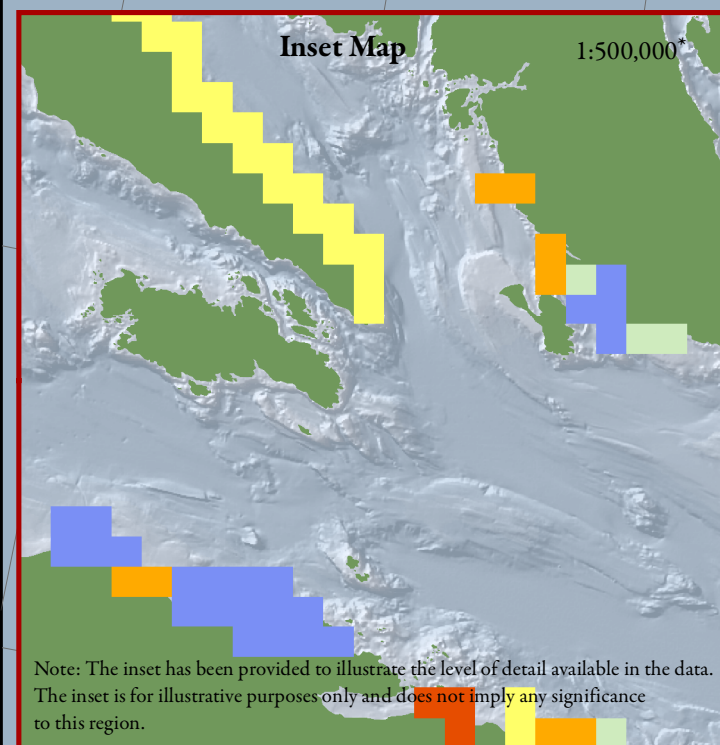 Inset Map
1:500,000*
Note: The inset has been provided to illustrate the level of detail available in the data.
The inset is for illustrative purposes only and does not imply any significance
to this region.